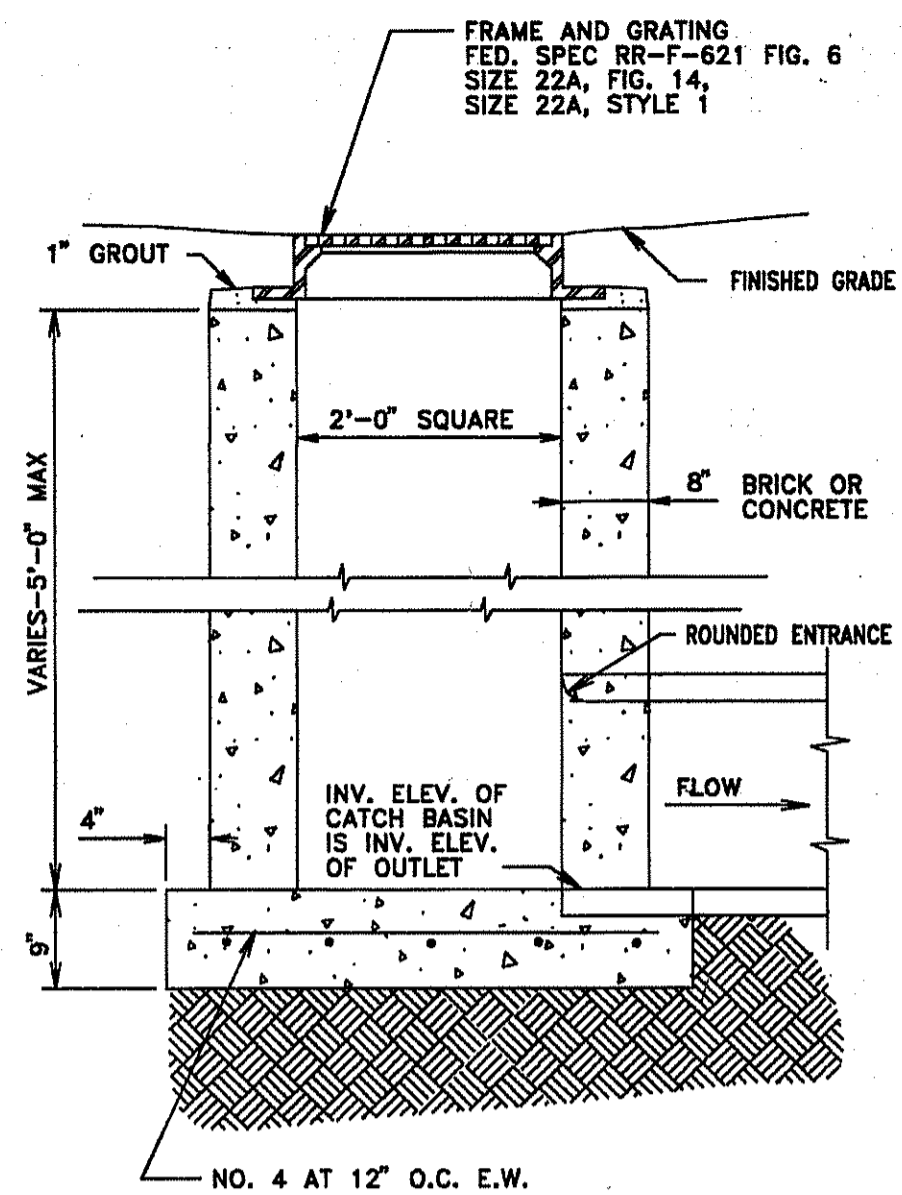 FRAME AND GRATING
FED. SPEC RR-F-621 FIG. 6
SIZE 22A, FIG. 14,
SIZE 22A, STYLE 1
1" GROUT
FINISHED GRADE
2'-0" SQUARE
8"
BRICK OR
CONCRETE
VARIES-5'-0" MAX
ROUNDED ENTRANCE
FLOW
INV. ELEV. OF
CATCH BASIN
IS INV. ELEV.
OF OUTLET
4"
9"
NO. 4 AT 12" O.C. E.W.